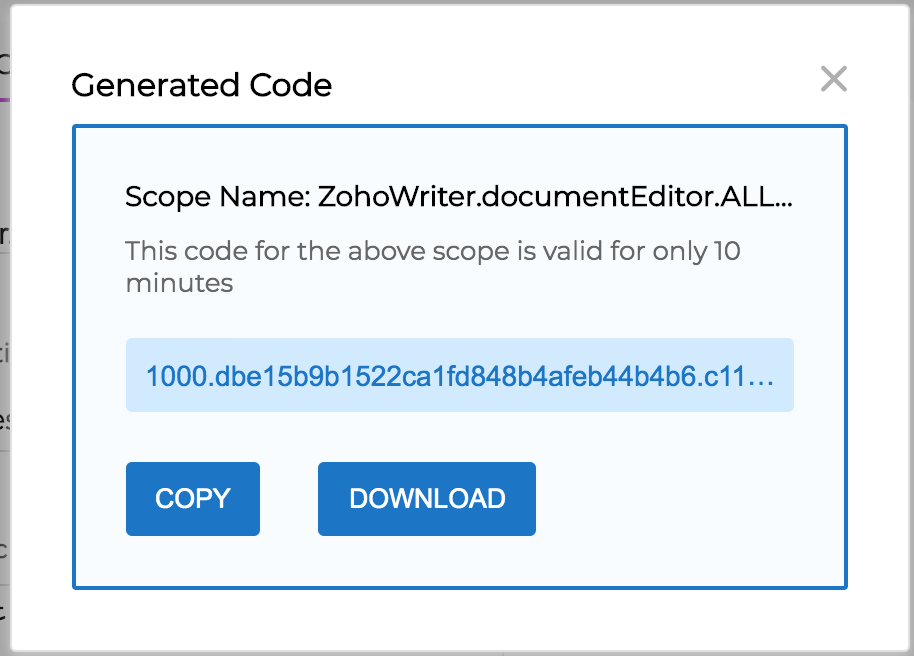 Generated Code
Scope Name: ZohoWriter.documentEditor.ALL...
This code for the above scope is valid for only 10
minutes
1000.dbe15b9b1522ca1fd848b4afeb44b4b6.c11...
COPY
DOWNLOAD